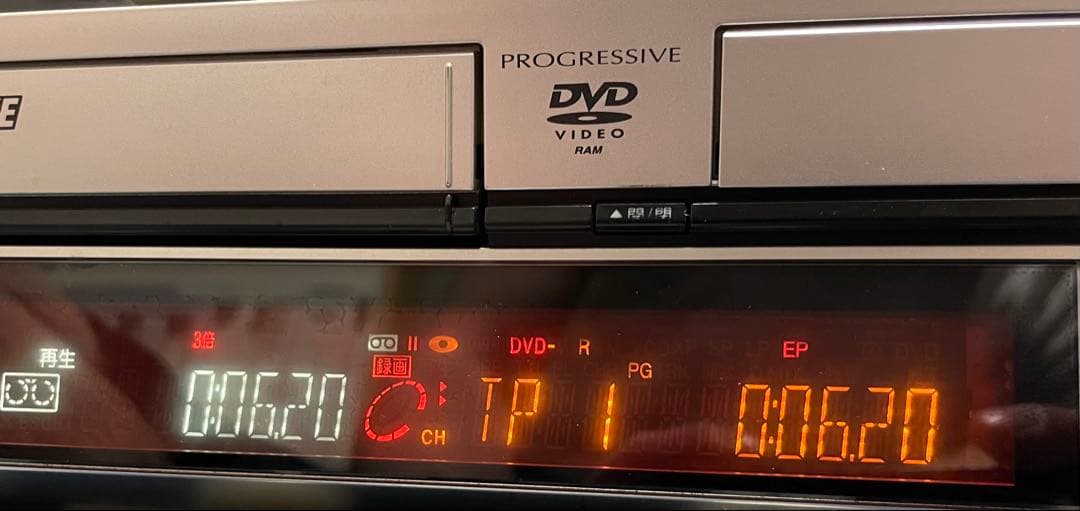 PROGRESSIVE
DVD
VIDEO
RAM
▲開/閉
再生
3倍
0:06.20
録画
CH
DVD-R
TP 1
PG
EP
0:06.20